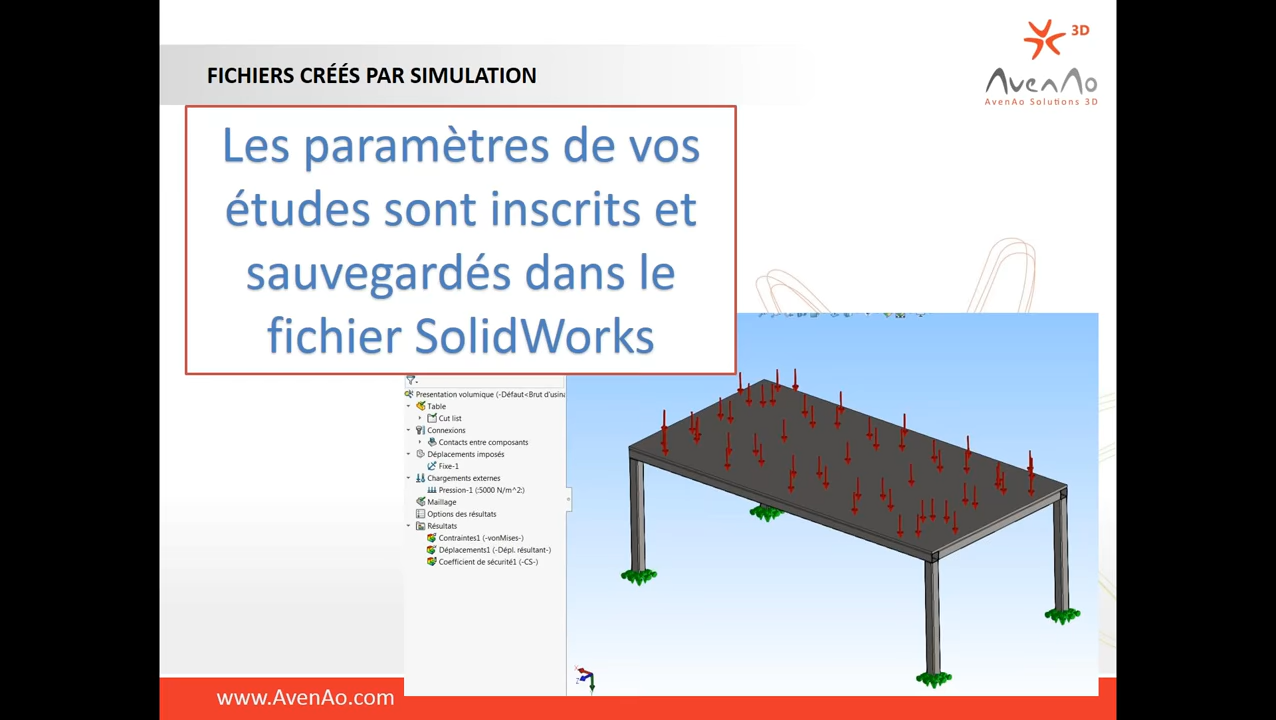 3D
AvenAo
AvenAo Solutions 3D
FICHIERS CRÉÉS PAR SIMULATION
Les paramètres de vos
études sont inscrits et
sauvegardés dans le
fichier SolidWorks
Presentation volumique (-Défaut<Brut d'usina
Table
Cut list
Connexions
Contacts entre composants
Déplacements imposés
Fixe-1
Chargements externes
Pression-1 (:5000 N/m^2:)
Maillage
Options des résultats
Résultats
Contraintes1 (-vonMises-)
Déplacements1 (-Dépl. résultant-)
Coefficient de sécurité1 (-CS-)
www.AvenAo.com